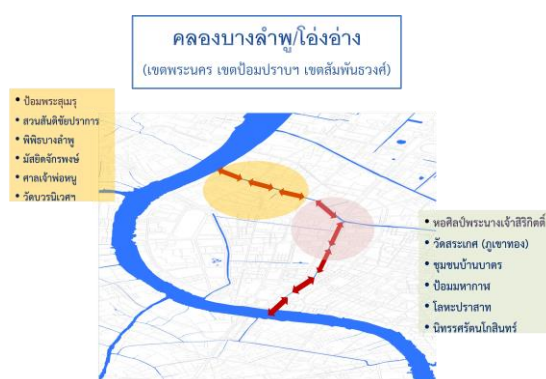 คลองบางลำพู/โอ่งอ่าง
(เขตพระนคร เขตป้อมปราบฯ เขตสัมพันธวงศ์)
• ป้อมพระสุเมรุ
• สวนสันติชัยปราการ
• พิพิธบางลำพู
• มัสยิดจักรพงษ์
• ศาลเจ้าพ่อหนู
• วัดบวรนิเวศฯ
• หอศิลป์พระนางเจ้าสิริกิตติ์
• วัดสระเกศ (ภูเขาทอง)
• ชุมชนบ้านบาตร
• ป้อมมหากาฬ
• โลหะปราสาท
• นิทรรศรัตนโกสินทร์